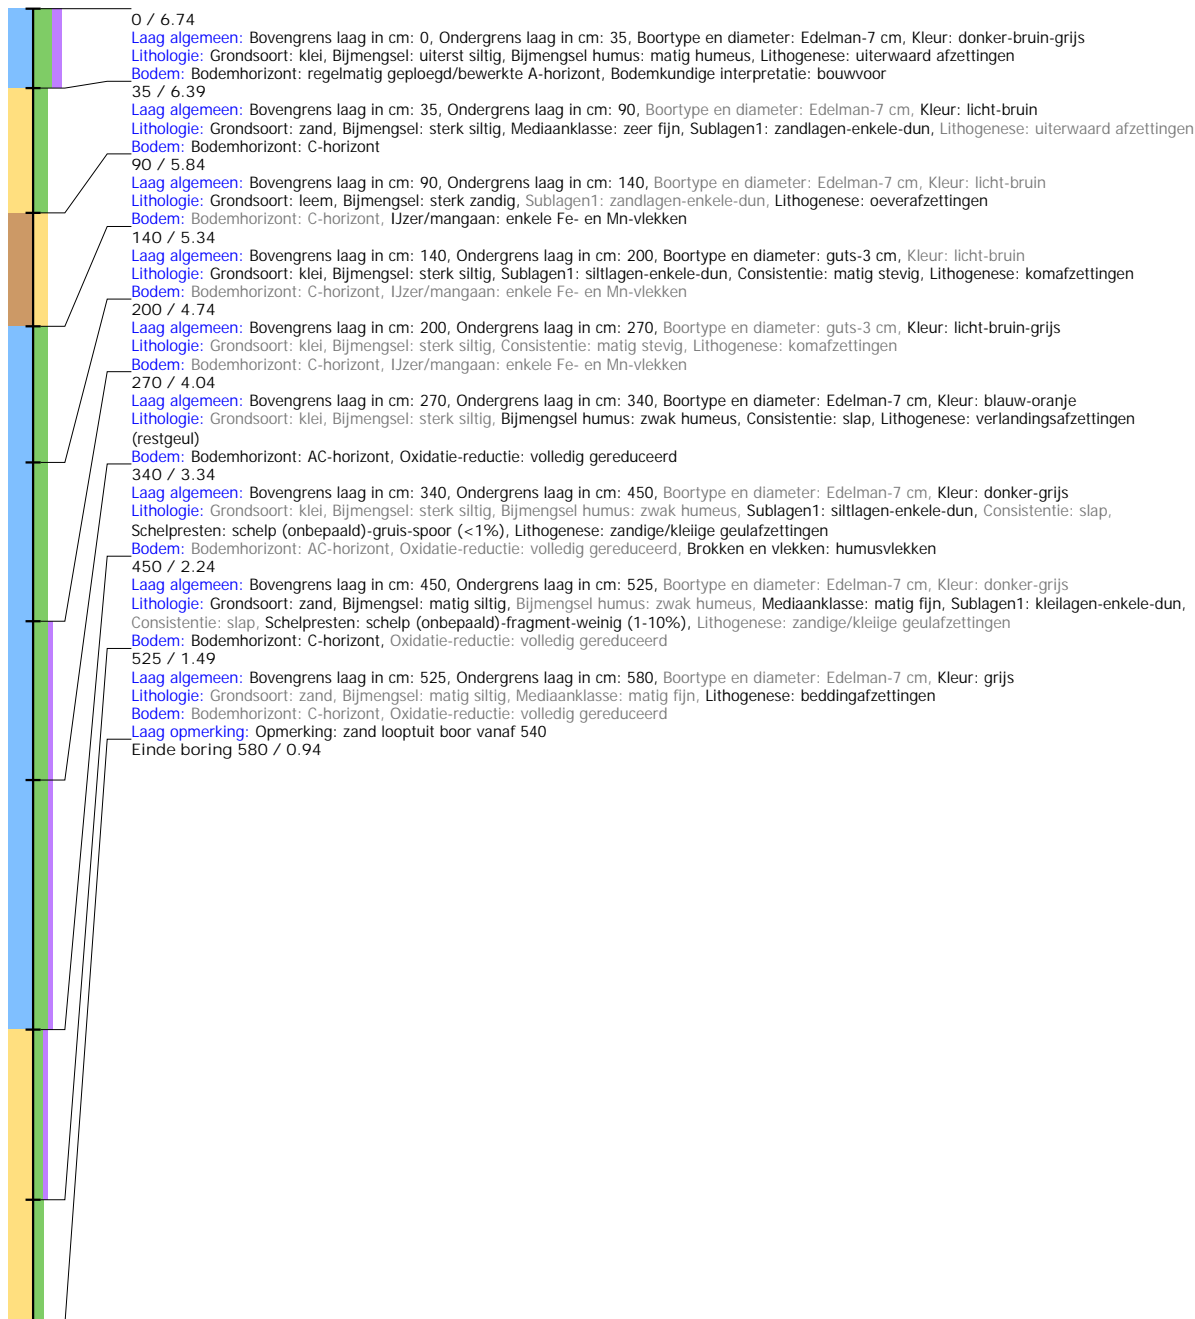 0 / 6.74
Laag algemeen: Bovengrens laag in cm: 0, Ondergrens laag in cm: 35, Boortype en diameter: Edelman-7 cm, Kleur: donker-bruin-grijs
Lithologie: Grondsoort: klei, Bijmengsel: uiterst siltig, Bijmengsel humus: matig humeus, Lithogenese: uiterwaard afzettingen
Bodem: Bodemhorizont: regelmatig geploegd/bewerkte A-horizont, Bodemkundige interpretatie: bouwvoor
35 / 6.39
Laag algemeen: Bovengrens laag in cm: 35, Ondergrens laag in cm: 90, Boortype en diameter: Edelman-7 cm, Kleur: licht-bruin
Lithologie: Grondsoort: zand, Bijmengsel: sterk siltig, Mediaanklasse: zeer fijn, Sublagen1: zandlagen-enkele-dun, Lithogenese: uiterwaard afzettingen
Bodem: Bodemhorizont: C-horizont
90 / 5.84
Laag algemeen: Bovengrens laag in cm: 90, Ondergrens laag in cm: 140, Boortype en diameter: Edelman-7 cm, Kleur: licht-bruin
Lithologie: Grondsoort: leem, Bijmengsel: sterk zandig, Sublagen1: zandlagen-enkele-dun, Lithogenese: oeverafzettingen
Bodem: Bodemhorizont: C-horizont, IJzer/mangaan: enkele Fe- en Mn-vlekken
140 / 5.34
Laag algemeen: Bovengrens laag in cm: 140, Ondergrens laag in cm: 200, Boortype en diameter: guts-3 cm, Kleur: licht-bruin
Lithologie: Grondsoort: klei, Bijmengsel: sterk siltig, Sublagen1: siltlagen-enkele-dun, Consistentie: matig stevig, Lithogenese: komafzettingen
Bodem: Bodemhorizont: C-horizont, IJzer/mangaan: enkele Fe- en Mn-vlekken
200 / 4.74
Laag algemeen: Bovengrens laag in cm: 200, Ondergrens laag in cm: 270, Boortype en diameter: guts-3 cm, Kleur: licht-bruin-grijs
Lithologie: Grondsoort: klei, Bijmengsel: sterk siltig, Consistentie: matig stevig, Lithogenese: komafzettingen
Bodem: Bodemhorizont: C-horizont, IJzer/mangaan: enkele Fe- en Mn-vlekken
270 / 4.04
Laag algemeen: Bovengrens laag in cm: 270, Ondergrens laag in cm: 340, Boortype en diameter: Edelman-7 cm, Kleur: blauw-oranje
Lithologie: Grondsoort: klei, Bijmengsel: sterk siltig, Bijmengsel humus: zwak humeus, Consistentie: slap, Lithogenese: verlandingsafzettingen
(restgeul)
Bodem: Bodemhorizont: AC-horizont, Oxidatie-reductie: volledig gereduceerd
340 / 3.34
Laag algemeen: Bovengrens laag in cm: 340, Ondergrens laag in cm: 450, Boortype en diameter: Edelman-7 cm, Kleur: donker-grijs
Lithologie: Grondsoort: klei, Bijmengsel: sterk siltig, Bijmengsel humus: zwak humeus, Sublagen1: siltlagen-enkele-dun, Consistentie: slap,
Schelpresten: schelp (onbepaald)-gruis-spoor (<1%), Lithogenese: zandige/kleiige geulafzettingen
Bodem: Bodemhorizont: AC-horizont, Oxidatie-reductie: volledig gereduceerd, Brokken en vlekken: humusvlekken
450 / 2.24
Laag algemeen: Bovengrens laag in cm: 450, Ondergrens laag in cm: 525, Boortype en diameter: Edelman-7 cm, Kleur: donker-grijs
Lithologie: Grondsoort: zand, Bijmengsel: matig siltig, Bijmengsel humus: zwak humeus, Mediaanklasse: matig fijn, Sublagen1: kleilagen-enkele-dun,
Consistentie: slap, Schelpresten: schelp (onbepaald)-fragment-weinig (1-10%), Lithogenese: zandige/kleiige geulafzettingen
Bodem: Bodemhorizont: C-horizont, Oxidatie-reductie: volledig gereduceerd
525 / 1.49
Laag algemeen: Bovengrens laag in cm: 525, Ondergrens laag in cm: 580, Boortype en diameter: Edelman-7 cm, Kleur: grijs
Lithologie: Grondsoort: zand, Bijmengsel: matig siltig, Mediaanklasse: matig fijn, Lithogenese: beddingafzettingen
Bodem: Bodemhorizont: C-horizont, Oxidatie-reductie: volledig gereduceerd
Laag opmerking: Opmerking: zand looptuit boor vanaf 540
Einde boring 580 / 0.94